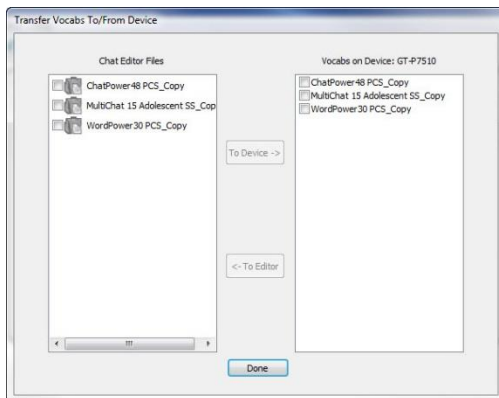 Transfer Vocabs To/From Device
Chat Editor Files
ChatPower48 PCS_Copy
MultiChat 15 Adolescent SS_Cop
WordPower30 PCS_Copy
To Device ->
<- To Editor
Vocabs on Device: GT-P7510
ChatPower48 PCS_Copy
MultiChat 15 Adolescent SS_Copy
WordPower30 PCS_Copy
Done